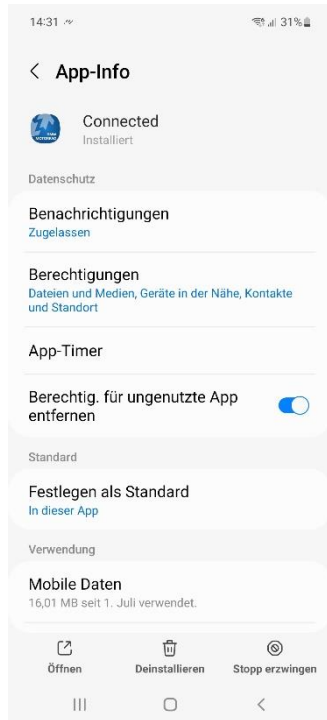 14:31
31%
App-Info
Connected
Installiert
Datenschutz
Benachrichtigungen
Zugelassen
Berechtigungen
Dateien und Medien, Geräte in der Nähe, Kontakte
und Standort
App-Timer
Berechtig. für ungenutzte App
entfernen
Standard
Festlegen als Standard
In dieser App
Verwendung
Mobile Daten
16,01 MB seit 1. Juli verwendet.
Öffnen
Deinstallieren
Stopp erzwingen